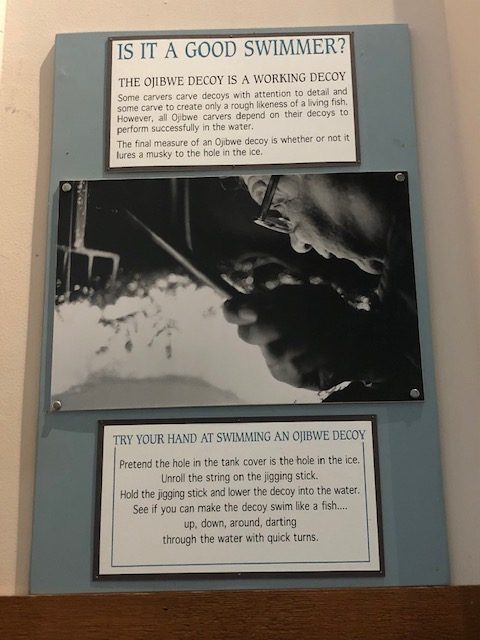 IS IT A GOOD SWIMMER?
THE OJIBWE DECOY IS A WORKING DECOY
Some carvers carve decoys with attention to detail and
some carve to create only a rough likeness of a living fish.
However, all Ojibwe carvers depend on their decoys to
perform successfully in the water.
The final measure of an Ojibwe decoy is whether or not it
lures a musky to the hole in the ice.
TRY YOUR HAND AT SWIMMING AN OJIBWE DECOY
Pretend the hole in the tank cover is the hole in the ice.
Unroll the string on the jigging stick.
Hold the jigging stick and lower the decoy into the water.
See if you can make the decoy swim like a fish....
up, down, around, darting
through the water with quick turns.